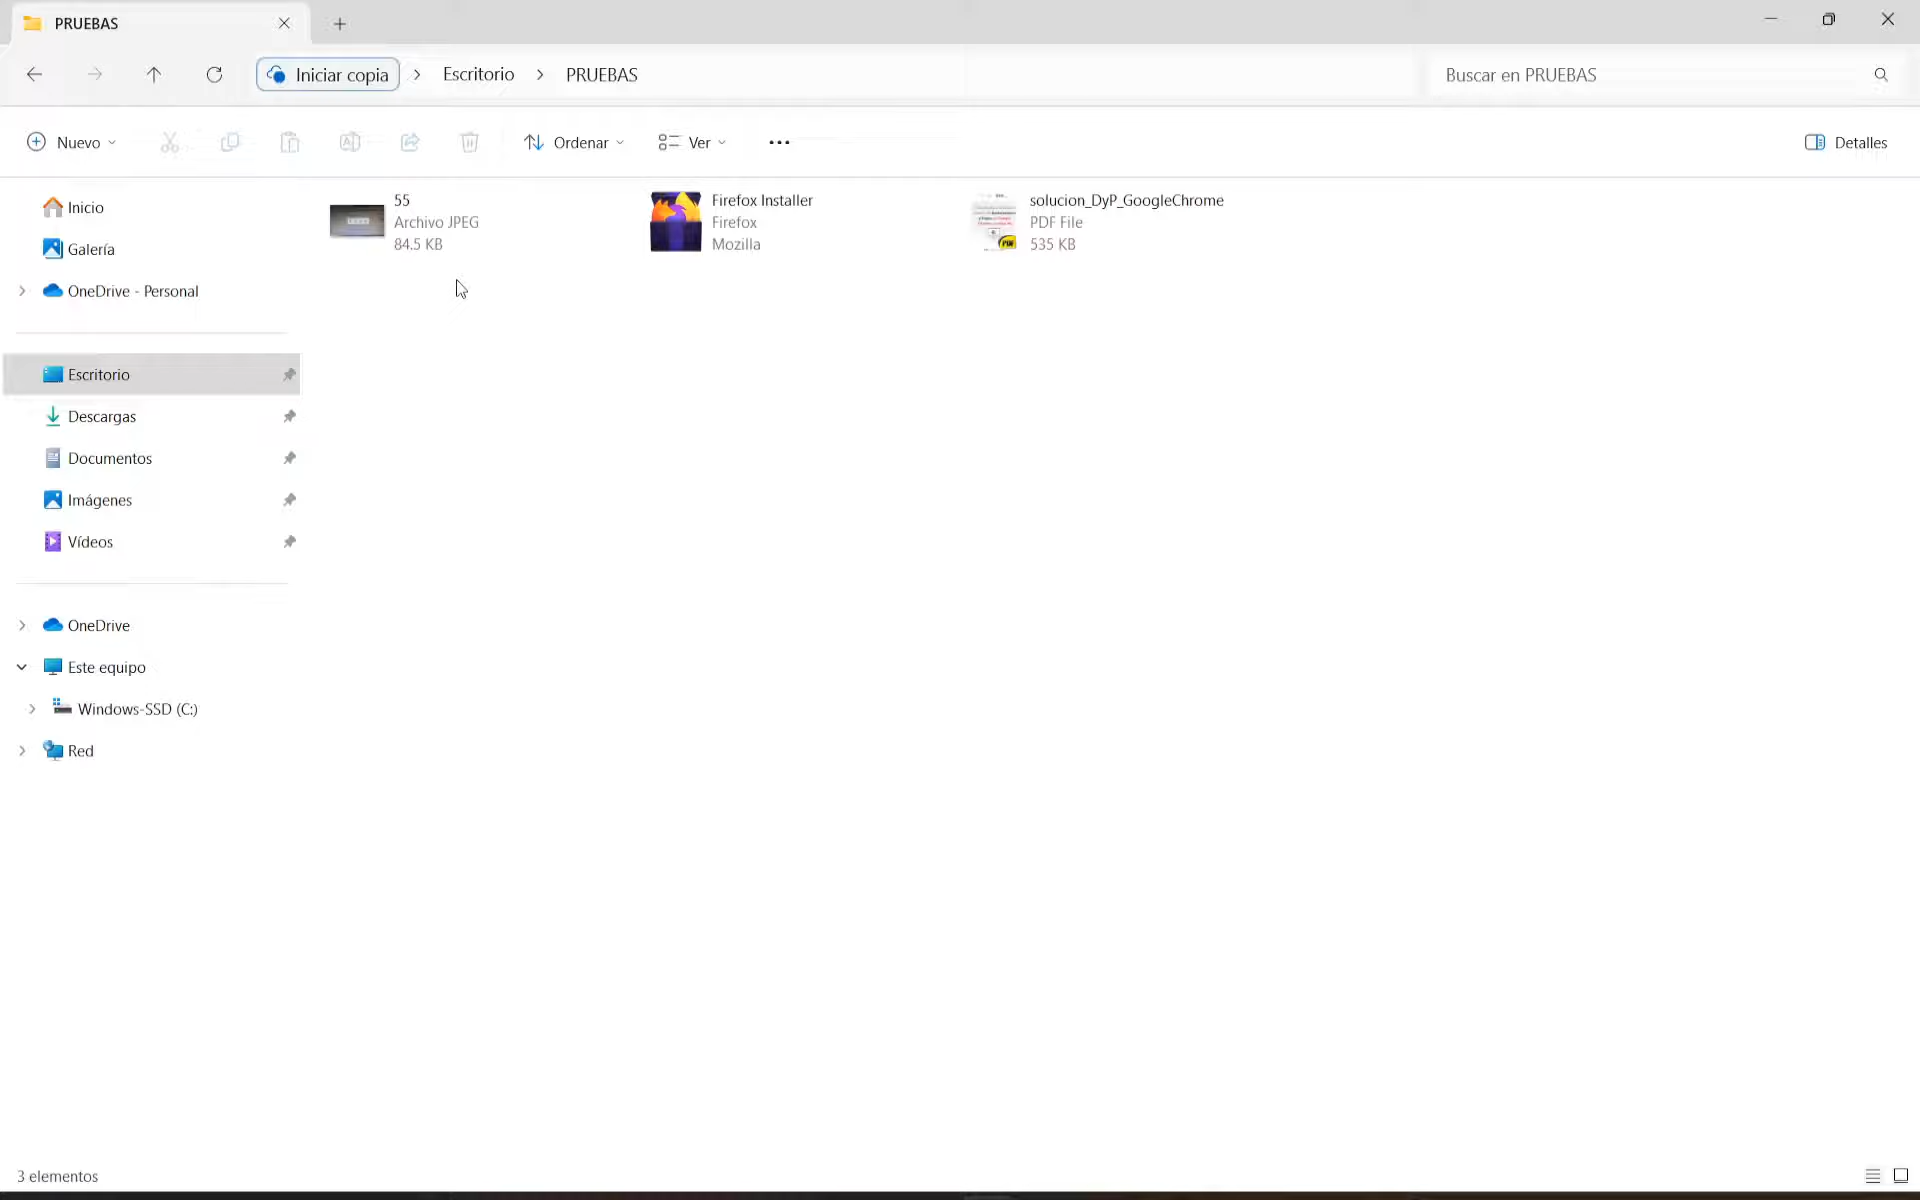 PRUEBAS
Iniciar copia
Escritorio
PRUEBAS
Buscar en PRUEBAS
Nuevo
Ordenar
Ver
Detalles
Inicio
Galería
OneDrive - Personal
Escritorio
Descargas
Documentos
Imágenes
Vídeos
OneDrive
Este equipo
Windows-SSD (C:)
Red
55
Archivo JPEG
84.5 KB
Firefox Installer
Firefox
Mozilla
solucion_DyP_GoogleChrome
PDF File
535 KB
PDF
3 elementos